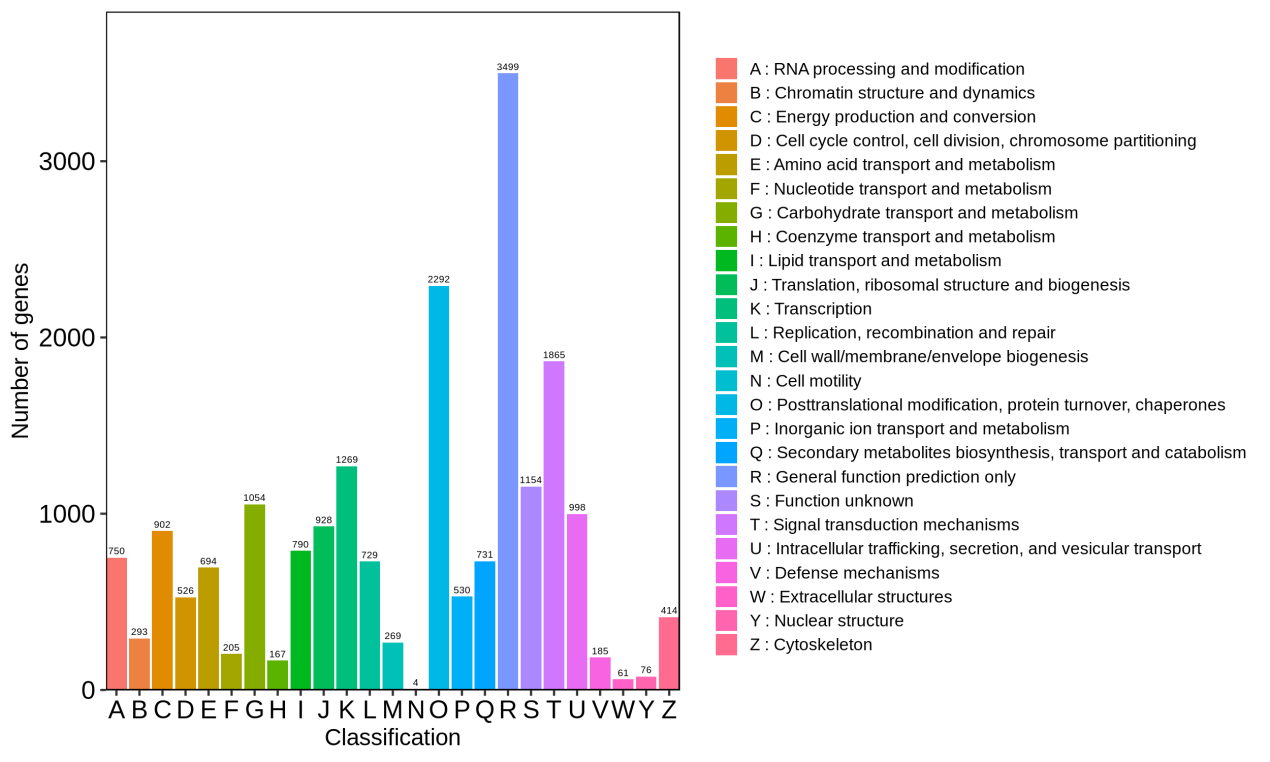 3499
2292
1865
1269
1154
1054
998
928
902
790
750
731
729
694
530
526
414
293
269
205
185
167
76
61
4
3000
2000
1000
0
Number of genes
A B C D E F G H I J K L M N O P Q R S T U V W Y Z
Classification
A : RNA processing and modification
B : Chromatin structure and dynamics
C : Energy production and conversion
D : Cell cycle control, cell division, chromosome partitioning
E : Amino acid transport and metabolism
F : Nucleotide transport and metabolism
G : Carbohydrate transport and metabolism
H : Coenzyme transport and metabolism
I : Lipid transport and metabolism
J : Translation, ribosomal structure and biogenesis
K : Transcription
L : Replication, recombination and repair
M : Cell wall/membrane/envelope biogenesis
N : Cell motility
O : Posttranslational modification, protein turnover, chaperones
P : Inorganic ion transport and metabolism
Q : Secondary metabolites biosynthesis, transport and catabolism
R : General function prediction only
S : Function unknown
T : Signal transduction mechanisms
U : Intracellular trafficking, secretion, and vesicular transport
V : Defense mechanisms
W : Extracellular structures
Y : Nuclear structure
Z : Cytoskeleton